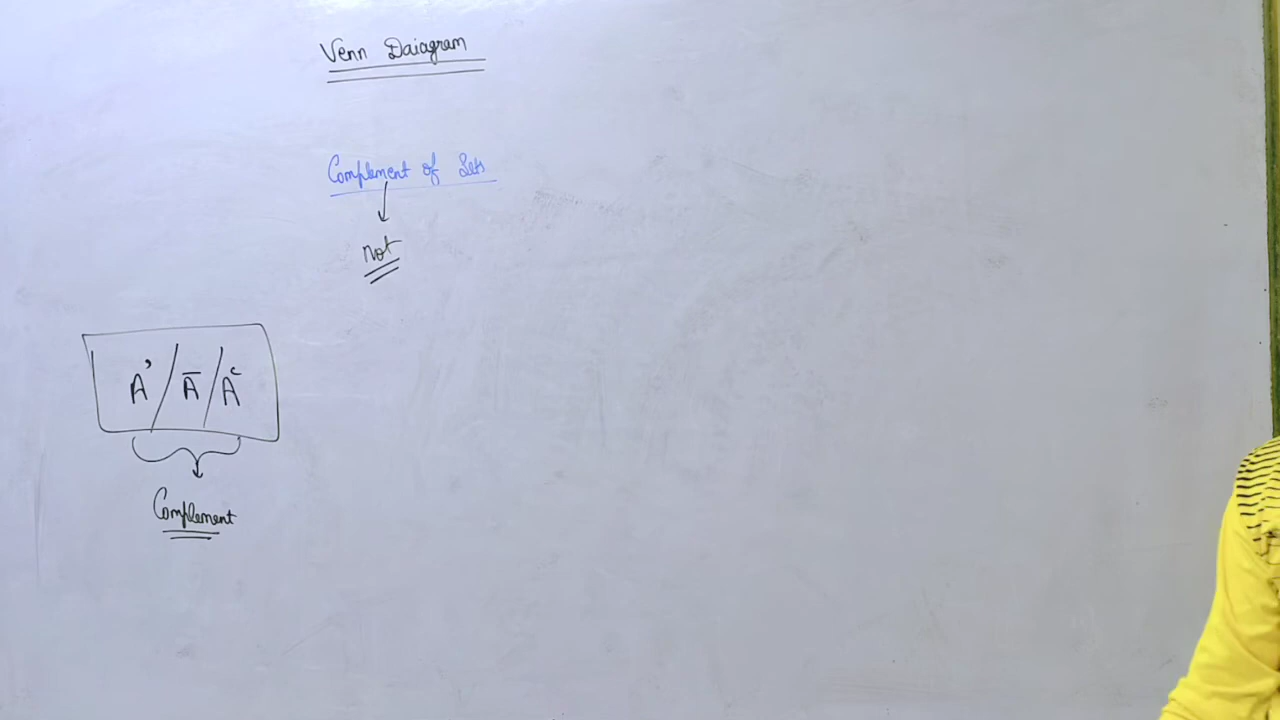 Venn Daiagram
Complement of Sets
not
A' / Ā / Aᶜ
Complement